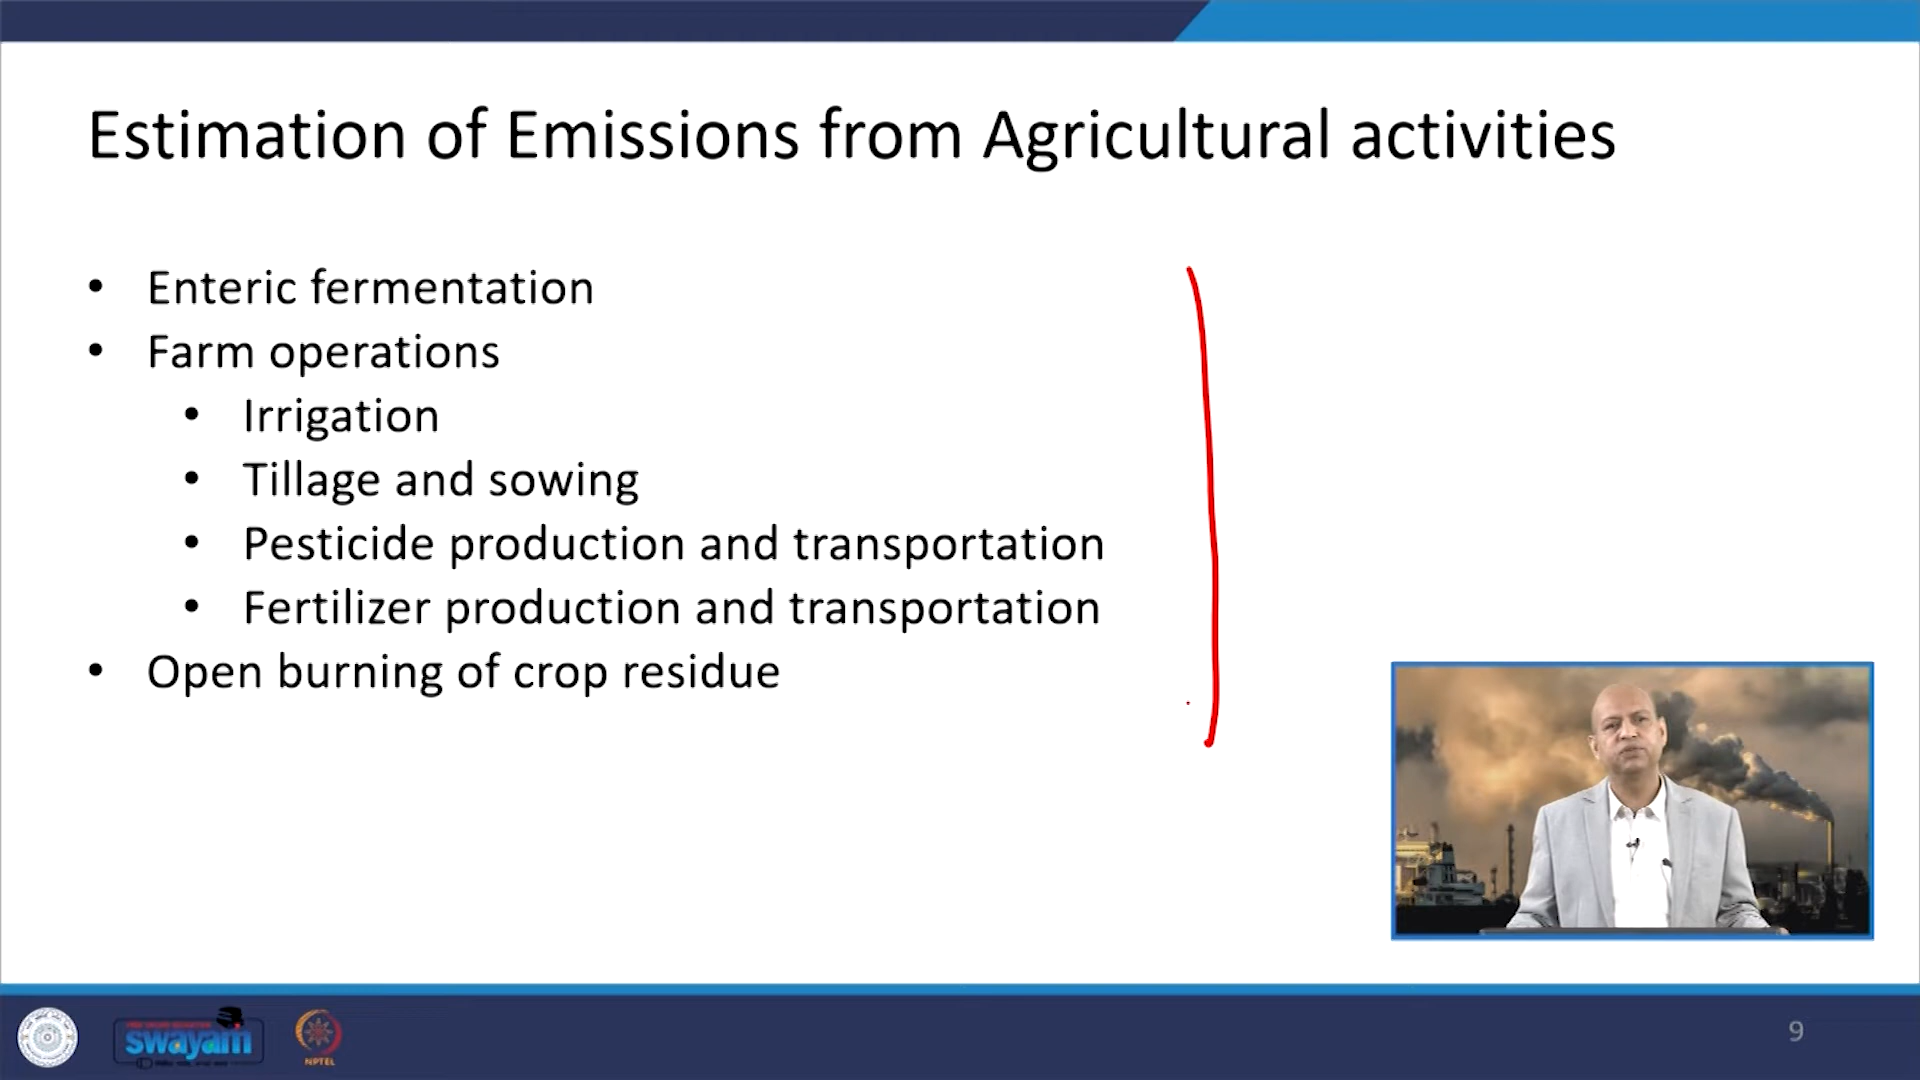 Estimation of Emissions from Agricultural activities
• Enteric fermentation
• Farm operations
• Irrigation
• Tillage and sowing
• Pesticide production and transportation
• Fertilizer production and transportation
• Open burning of crop residue
swayam
NPTEL
9